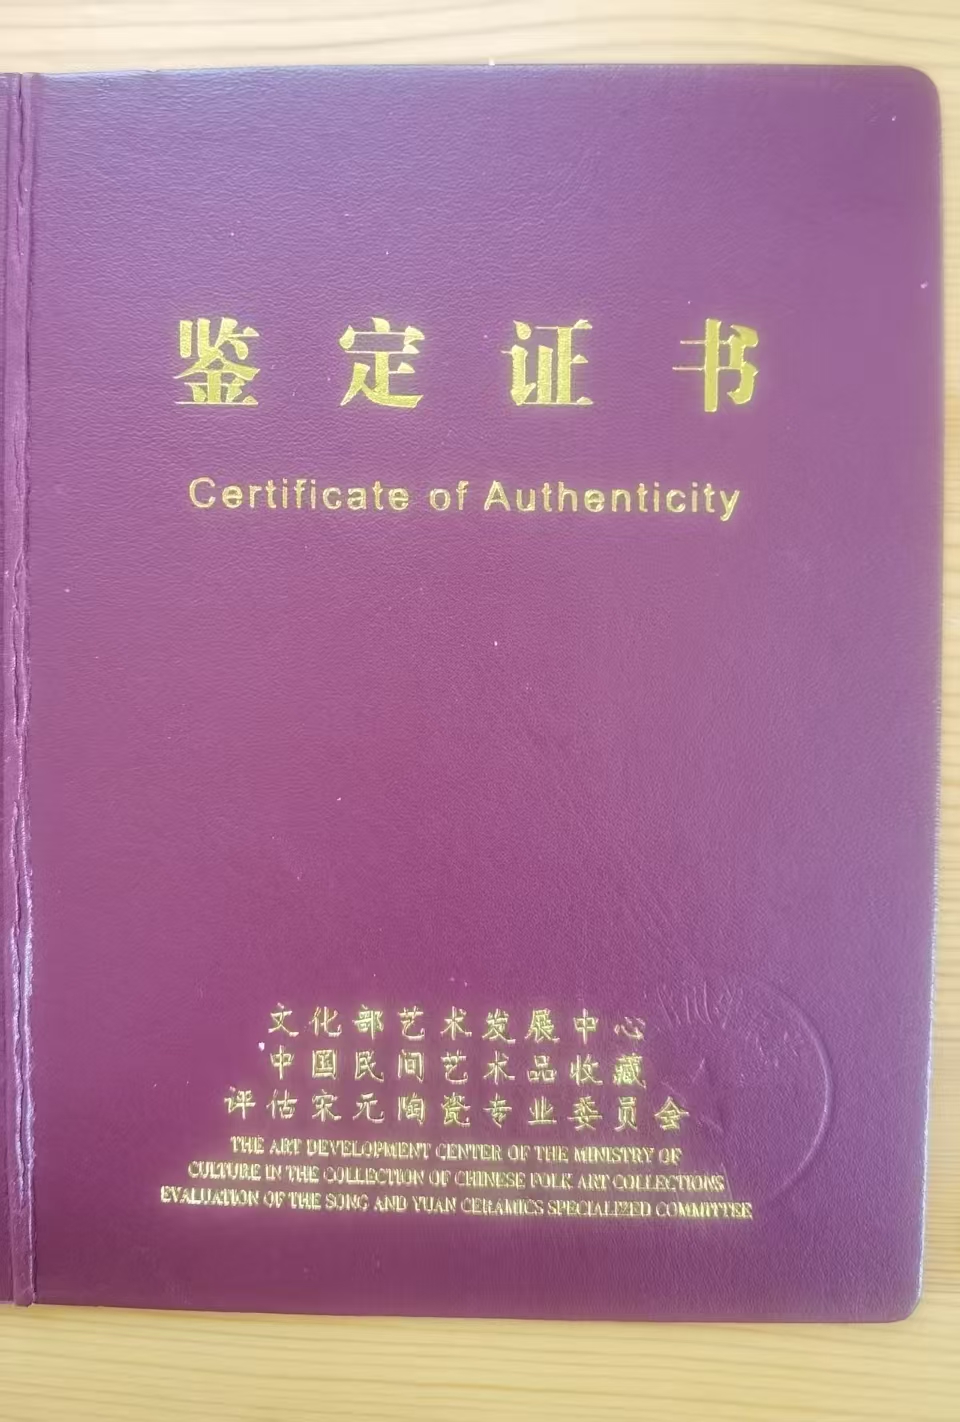 鉴定证书
Certificate of Authenticity
文化部艺术发展中心
中国民间艺术品收藏
评估宋元陶瓷专业委员会
THE ART DEVELOPMENT CENTER OF THE MINISTRY OF
CULTURE IN THE COLLECTION OF CHINESE FOLK ART COLLECTIONS
EVALUATION OF THE SONG AND YUAN CERAMICS SPECIALIZED COMMITTEE